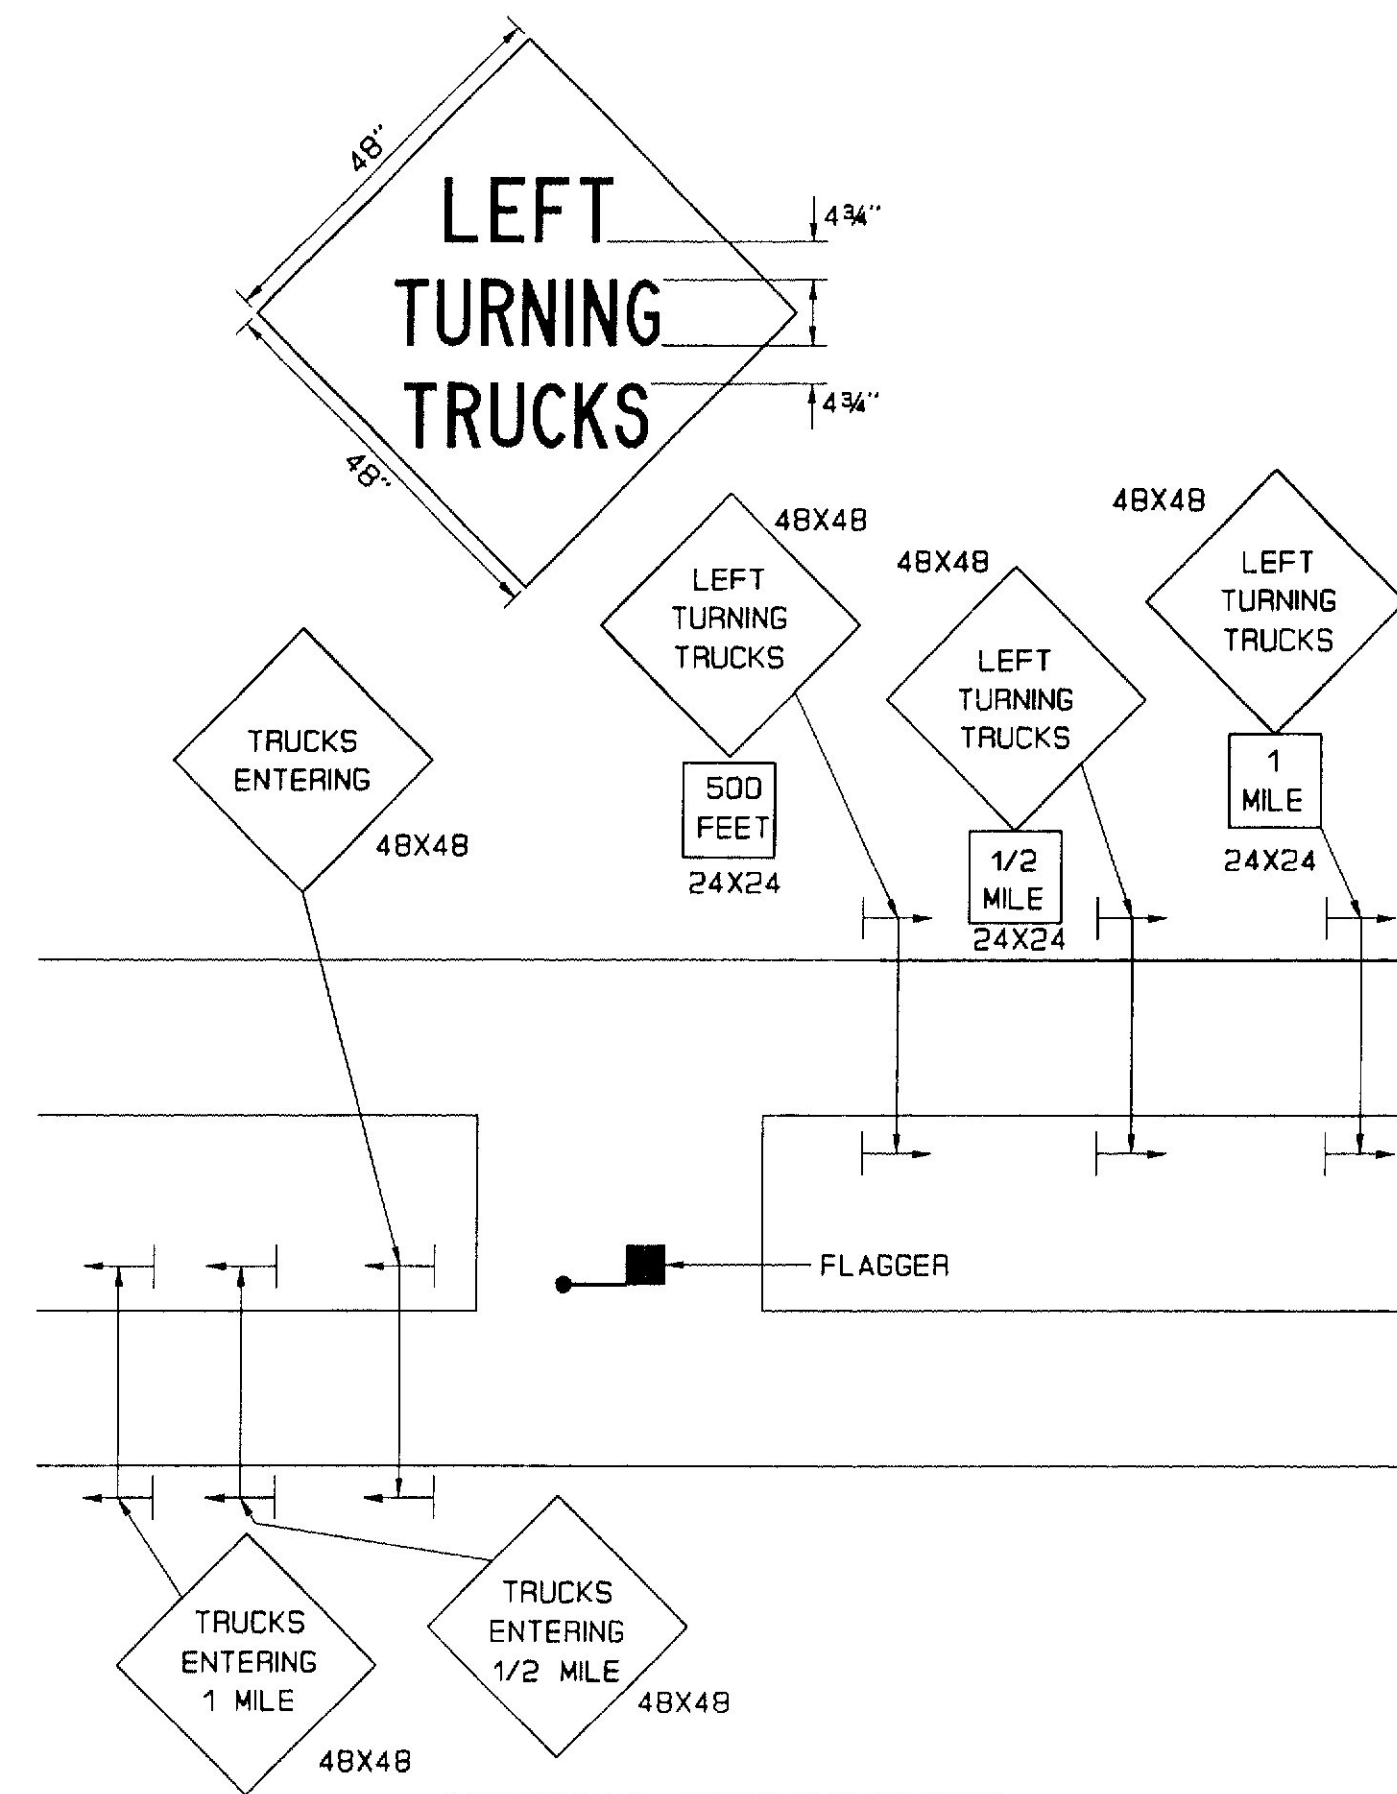 48"
LEFT
TURNING
TRUCKS
4¾"
4¾"
48"
48X48
LEFT
TURNING
TRUCKS
500
FEET
24X24
48X48
LEFT
TURNING
TRUCKS
1/2
MILE
24X24
48X48
LEFT
TURNING
TRUCKS
1
MILE
24X24
TRUCKS
ENTERING
48X48
FLAGGER
TRUCKS
ENTERING
1 MILE
48X48
TRUCKS
ENTERING
1/2 MILE
48X48